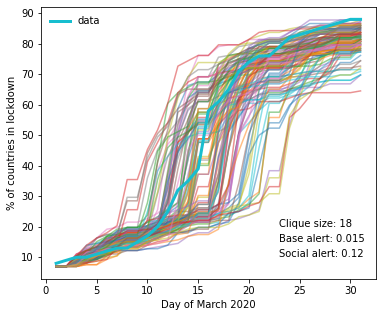 90
80
70
60
50
40
30
20
10
% of countries in lockdown
data
Clique size: 18
Base alert: 0.015
Social alert: 0.12
0
5
10
15
20
25
30
Day of March 2020